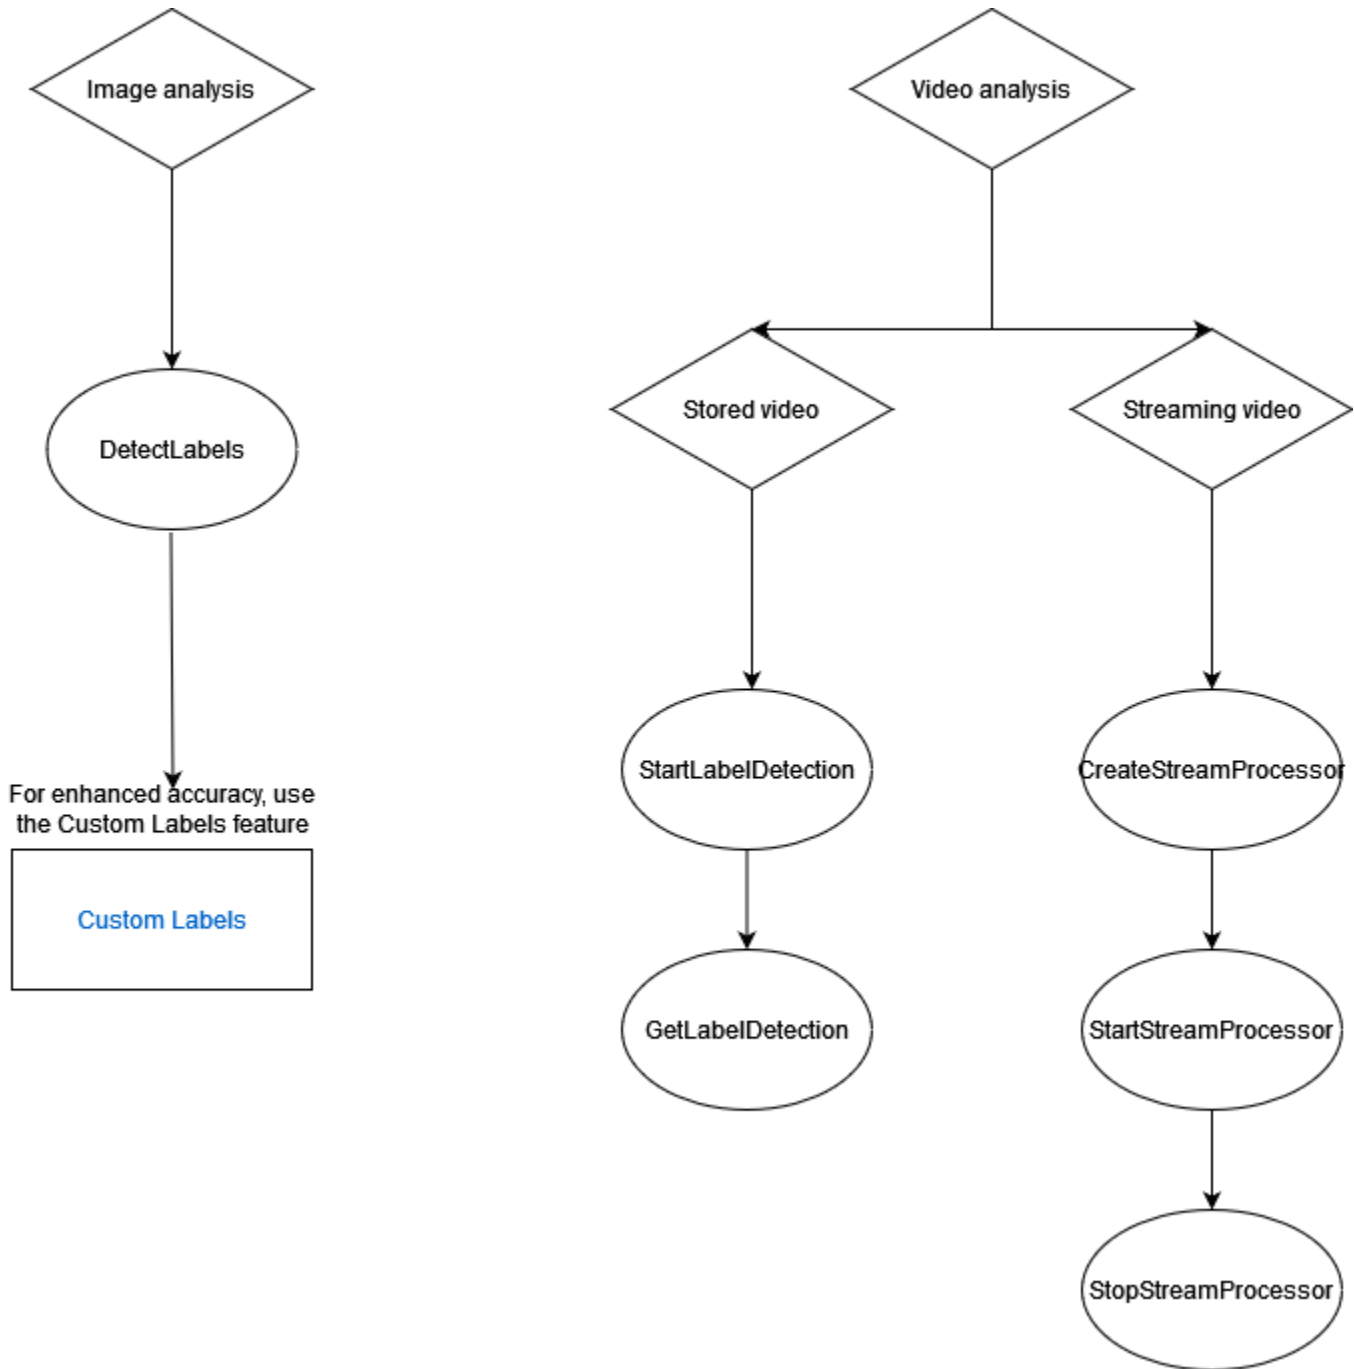 Image analysis
Video analysis
Stored video
Streaming video
DetectLabels
StartLabelDetection
CreateStreamProcessor
For enhanced accuracy, use
the Custom Labels feature
Custom Labels
GetLabelDetection
StartStreamProcessor
StopStreamProcessor